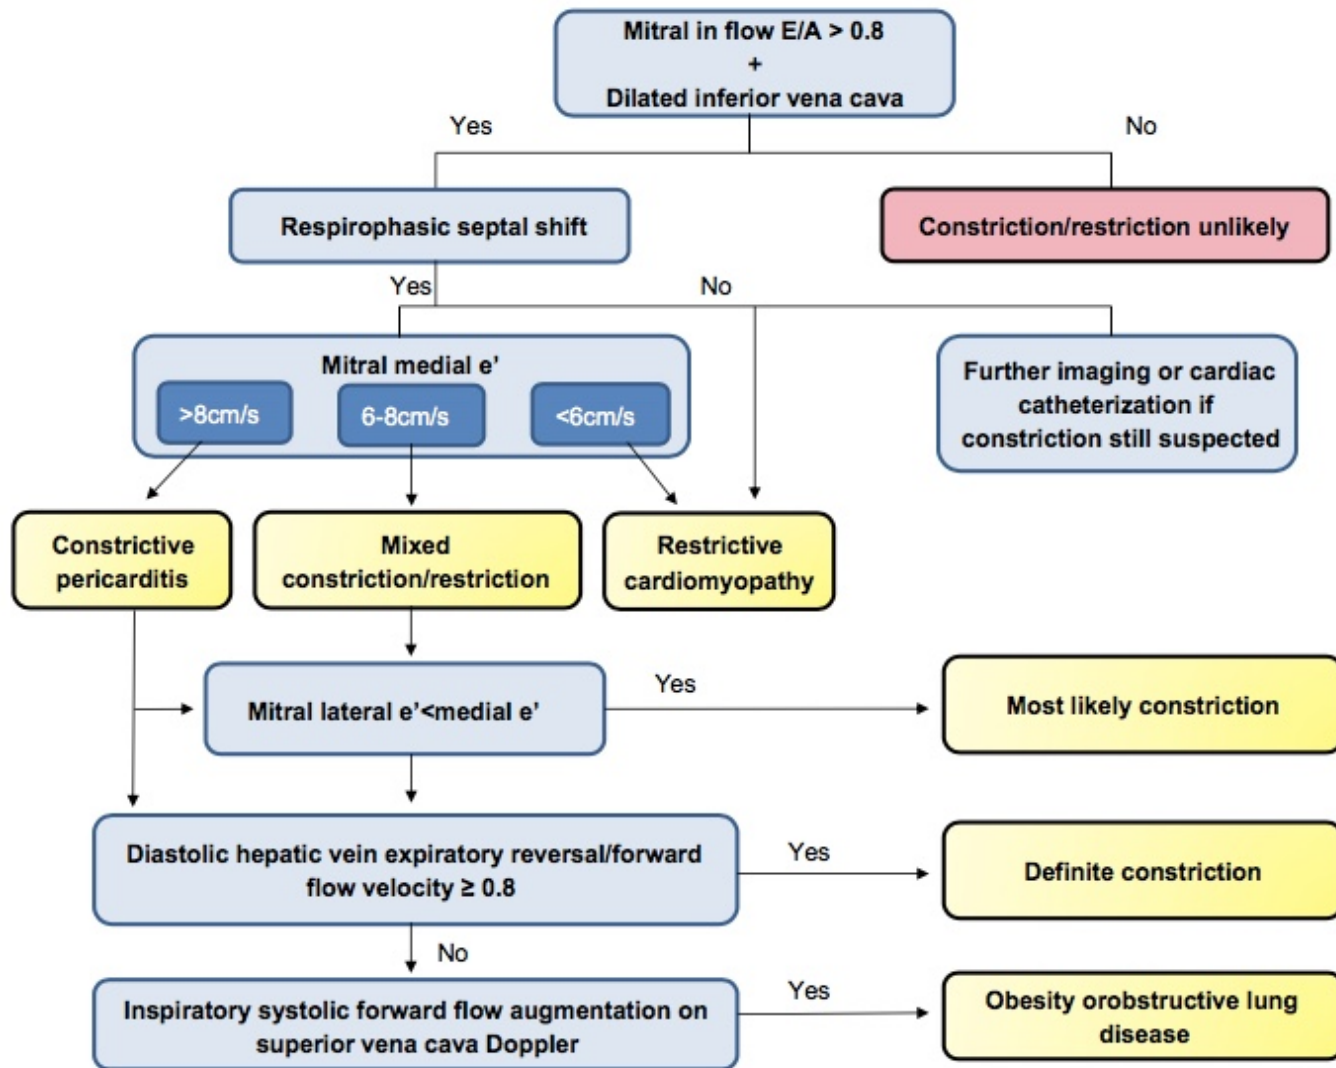 Mitral in flow E/A > 0.8
+
Dilated inferior vena cava
Yes
No
Respirophasic septal shift
Constriction/restriction unlikely
Yes
No
Mitral medial e'
>8cm/s
6-8cm/s
<6cm/s
Further imaging or cardiac
catheterization if
constriction still suspected
Constrictive
pericarditis
Mixed
constriction/restriction
Restrictive
cardiomyopathy
Mitral lateral e'<medial e'
Yes
Most likely constriction
Diastolic hepatic vein expiratory reversal/forward
flow velocity ≥ 0.8
Yes
Definite constriction
No
Inspiratory systolic forward flow augmentation on
superior vena cava Doppler
Yes
Obesity orobstructive lung
disease